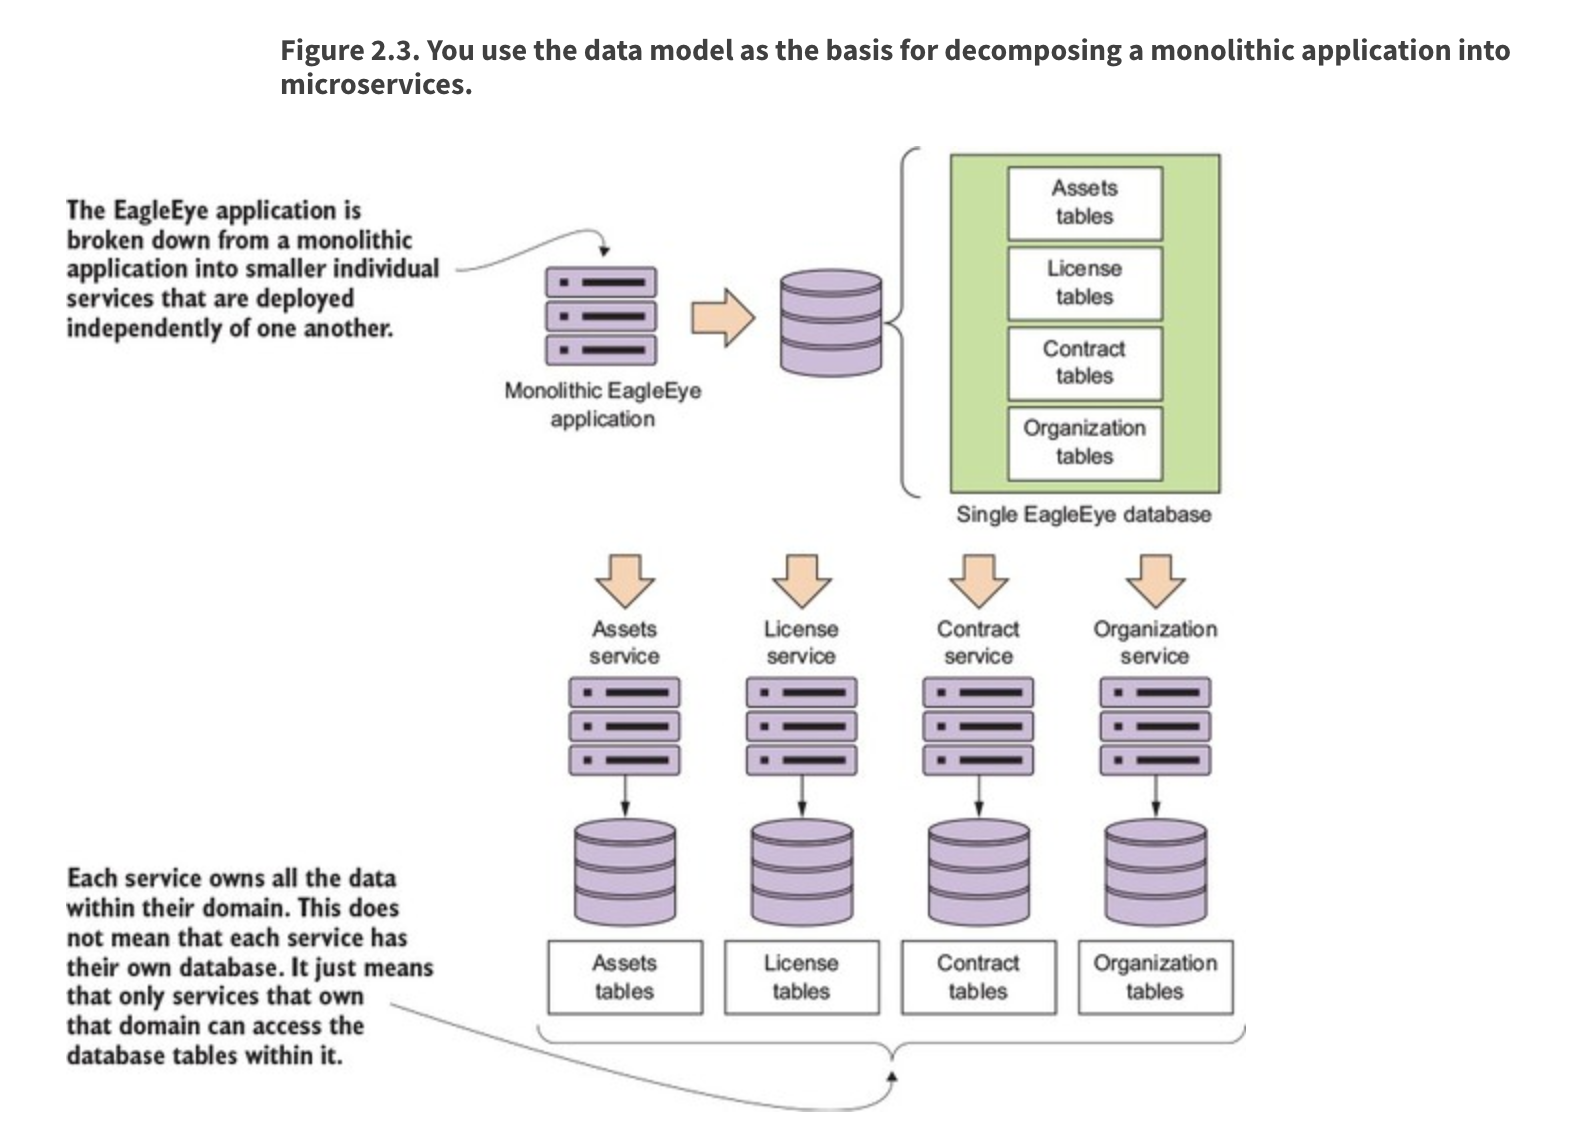 Figure 2.3. You use the data model as the basis for decomposing a monolithic application into
microservices.
The EagleEye application is
broken down from a monolithic
application into smaller individual
services that are deployed
independently of one another.
Monolithic EagleEye
application
Assets
tables
License
tables
Contract
tables
Organization
tables
Single EagleEye database
Assets
service
License
service
Contract
service
Organization
service
Each service owns all the data
within their domain. This does
not mean that each service has
their own database. It just means
that only services that own
that domain can access the
database tables within it.
Assets
tables
License
tables
Contract
tables
Organization
tables